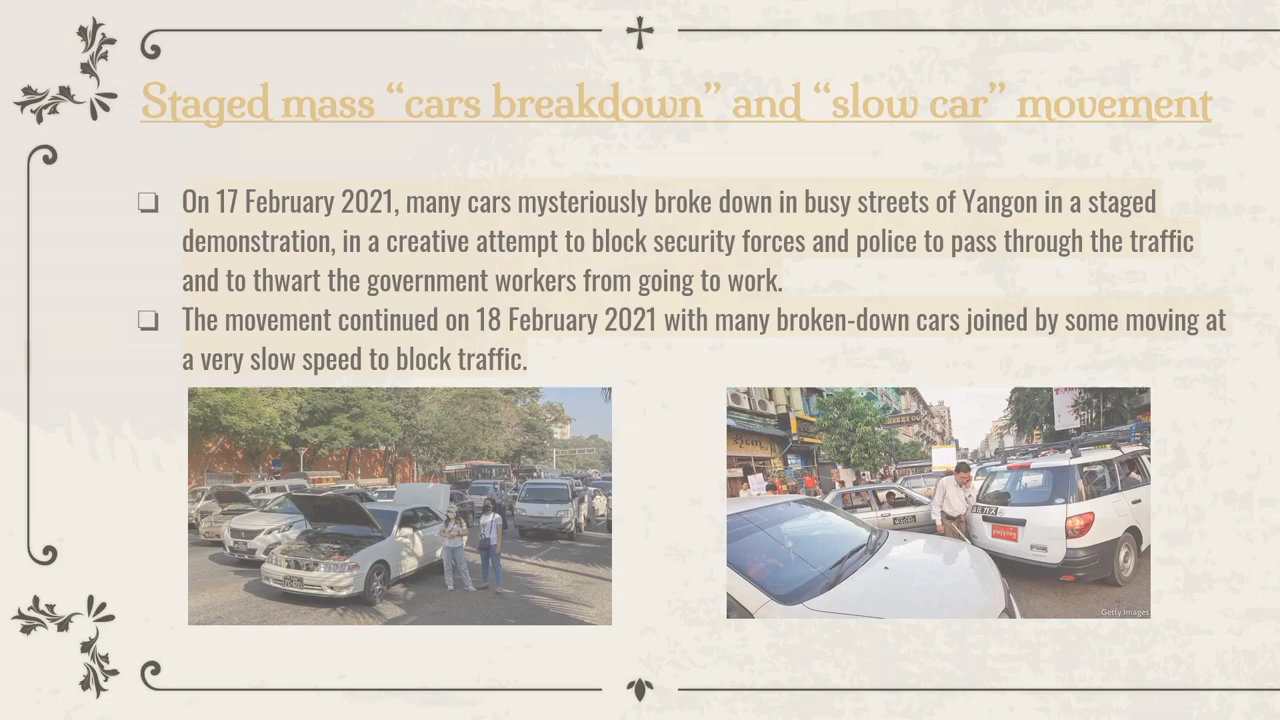 Staged mass “cars breakdown” and “slow car” movement
On 17 February 2021, many cars mysteriously broke down in busy streets of Yangon in a staged
demonstration, in a creative attempt to block security forces and police to pass through the traffic
and to thwart the government workers from going to work.
The movement continued on 18 February 2021 with many broken-down cars joined by some moving at
a very slow speed to block traffic.
Getty Images